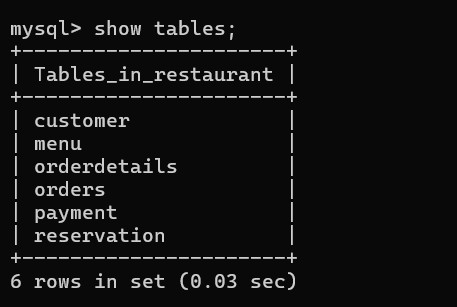 mysql> show tables;
+----------------------+
| Tables_in_restaurant |
+----------------------+
| customer             |
| menu                 |
| orderdetails         |
| orders               |
| payment              |
| reservation          |
+----------------------+
6 rows in set (0.03 sec)